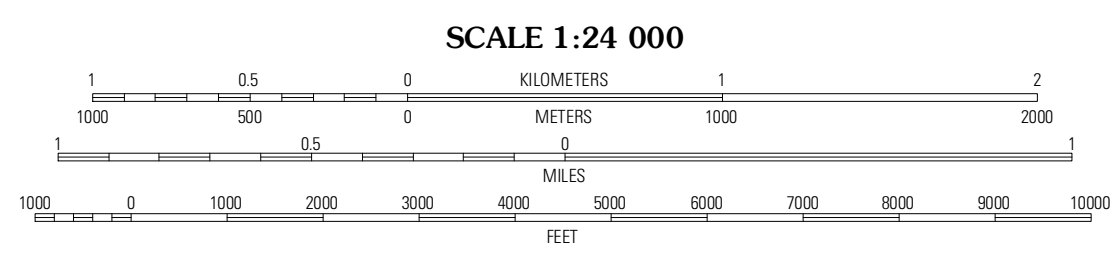 SCALE 1:24 000
1 0.5 0 KILOMETERS 1 2
1000 500 0 METERS 1000 2000
1 0.5 0 1
MILES
1000 0 1000 2000 3000 4000 5000 6000 7000 8000 9000 10000
FEET